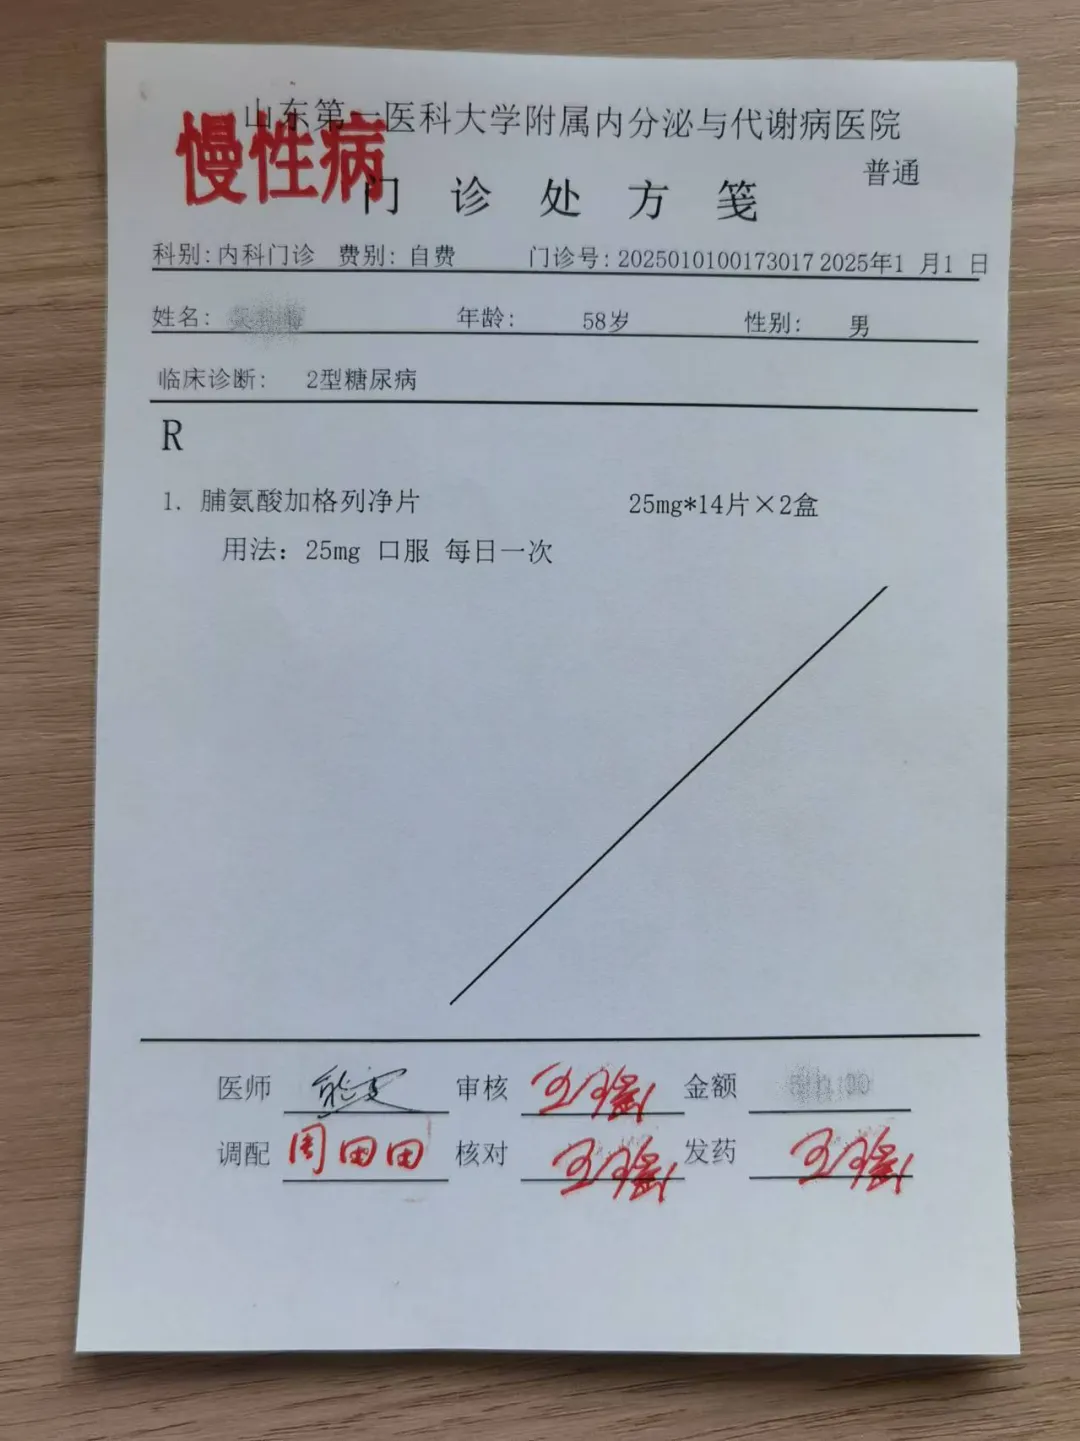 山东第一医科大学附属内分泌与代谢病医院
慢性病
普通
门诊处方笺
科别:内科门诊 费别:自费 门诊号:2025010100173017 2025年1月1日
姓名: 年龄: 58岁 性别: 男
临床诊断: 2型糖尿病
R
1. 脯氨酸加格列净片 25mg*14片×2盒
用法: 25mg 口服 每日一次
医师 审核 金额
调配 周田田 核对 发药